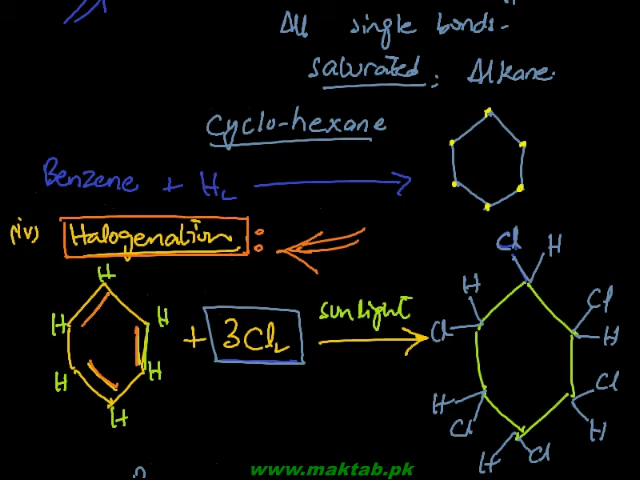 All single bonds-
saturated : Alkane.
Cyclo-hexane
Benzene + H2
(iv) Halogenation :
H
H H
H H
H
+ 3Cl2
sunlight
Cl H
H Cl
Cl H
H Cl
Cl H
H Cl
www.maktab.pk